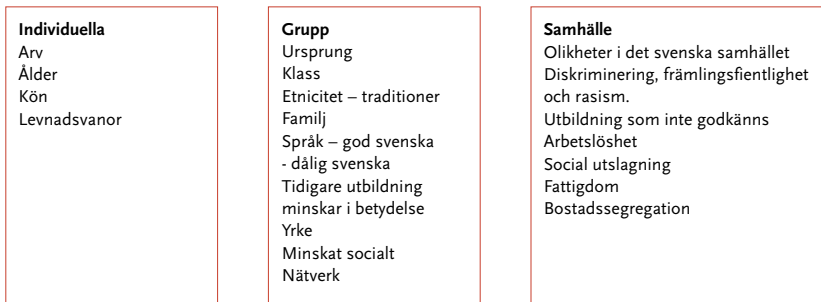 Individuella
Arv
Ålder
Kön
Levnadsvanor
Grupp
Ursprung
Klass
Etnicitet – traditioner
Familj
Språk – god svenska
- dålig svenska
Tidigare utbildning
minskar i betydelse
Yrke
Minskat socialt
Nätverk
Samhälle
Olikheter i det svenska samhället
Diskriminering, främlingsfientlighet
och rasism.
Utbildning som inte godkänns
Arbetslöshet
Social utslagning
Fattigdom
Bostadssegregation